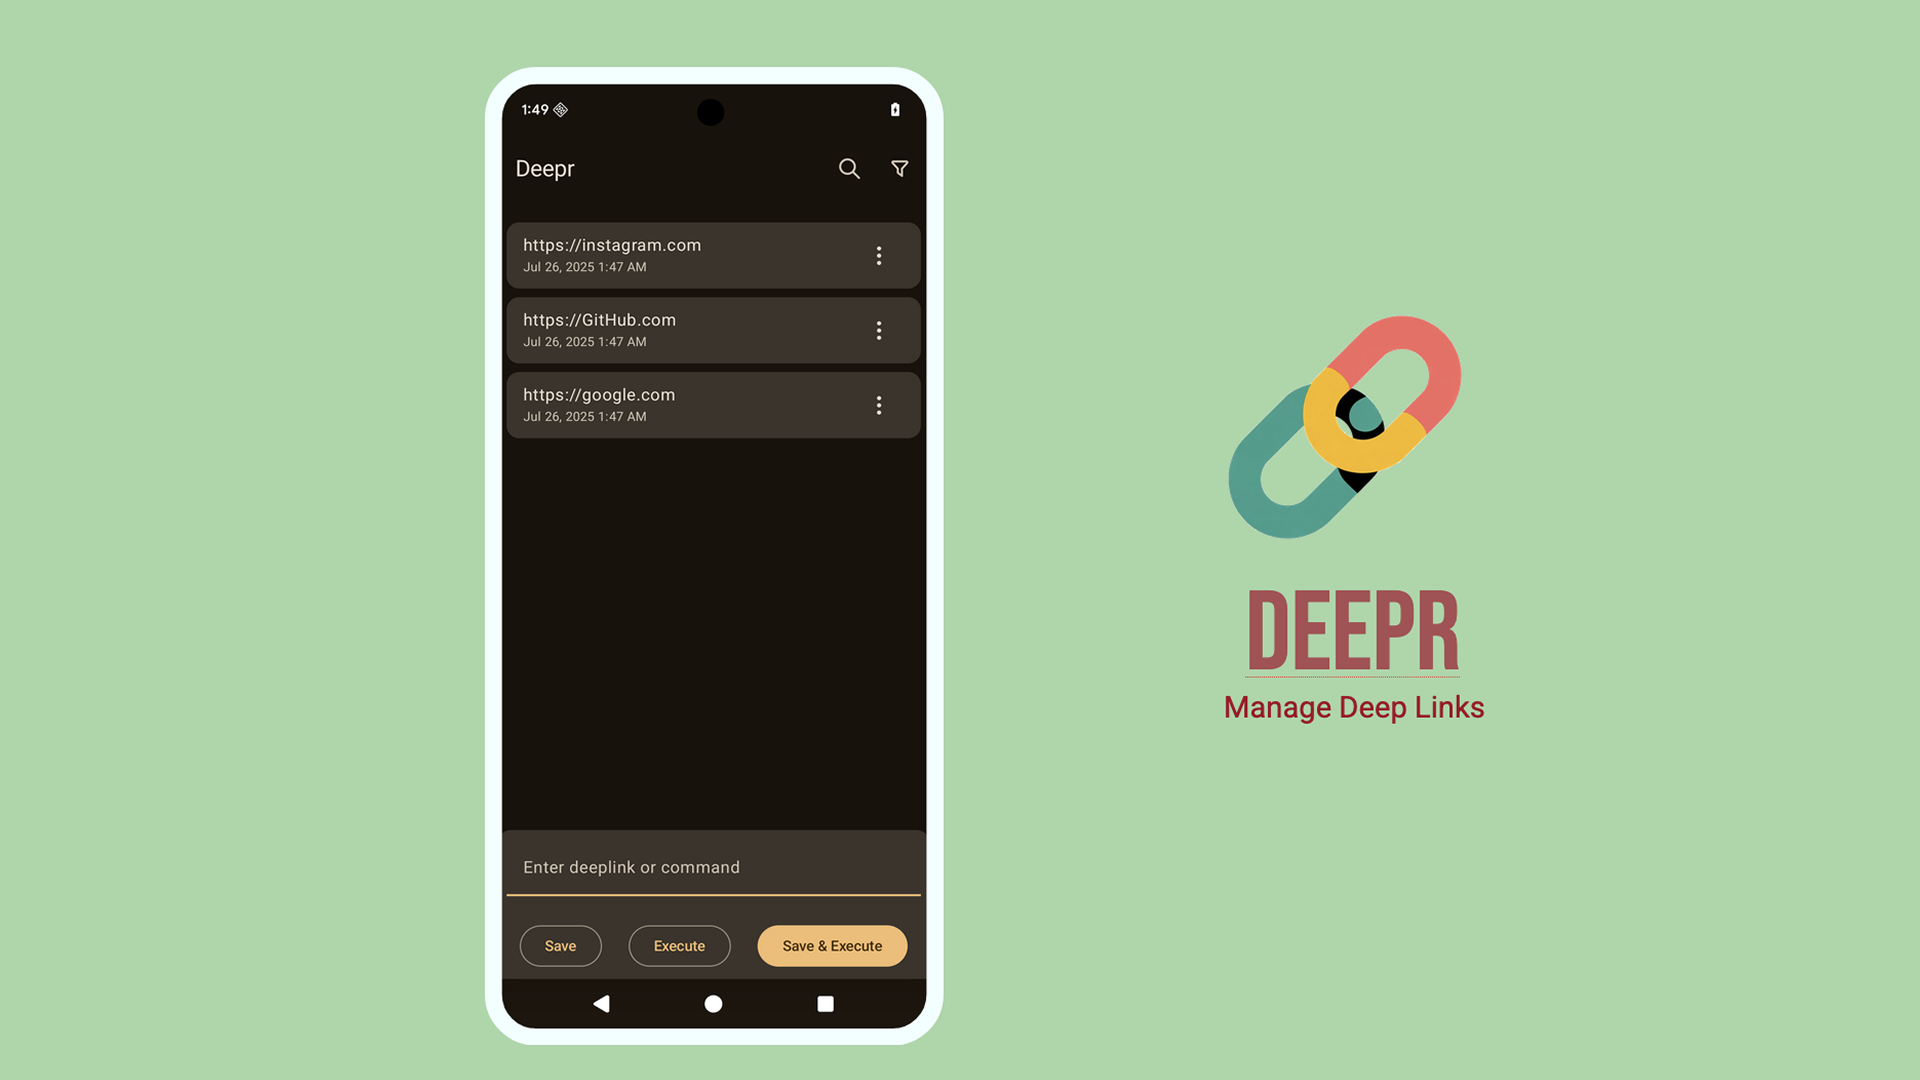 1:49
Deepr
https://instagram.com
Jul 26, 2025 1:47 AM
https://GitHub.com
Jul 26, 2025 1:47 AM
https://google.com
Jul 26, 2025 1:47 AM
Enter deeplink or command
Save
Execute
Save & Execute
DEEPR
Manage Deep Links